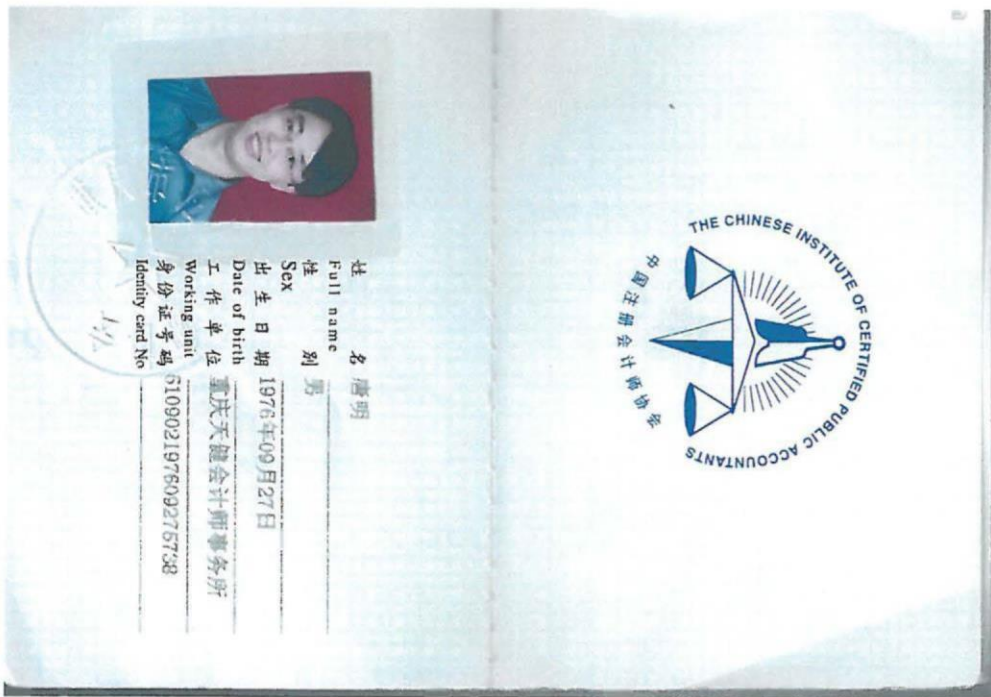 姓 名 唐明
Full name
性 别 男
Sex
出 生 日 期 1976年09月27日
Date of birth
工 作 单 位 重庆天健会计师事务所
Working unit
身 份 证 号 码 510902197609275738
Identity card No
THE CHINESE INSTITUTE OF CERTIFIED PUBLIC ACCOUNTANTS
中国注册会计师协会